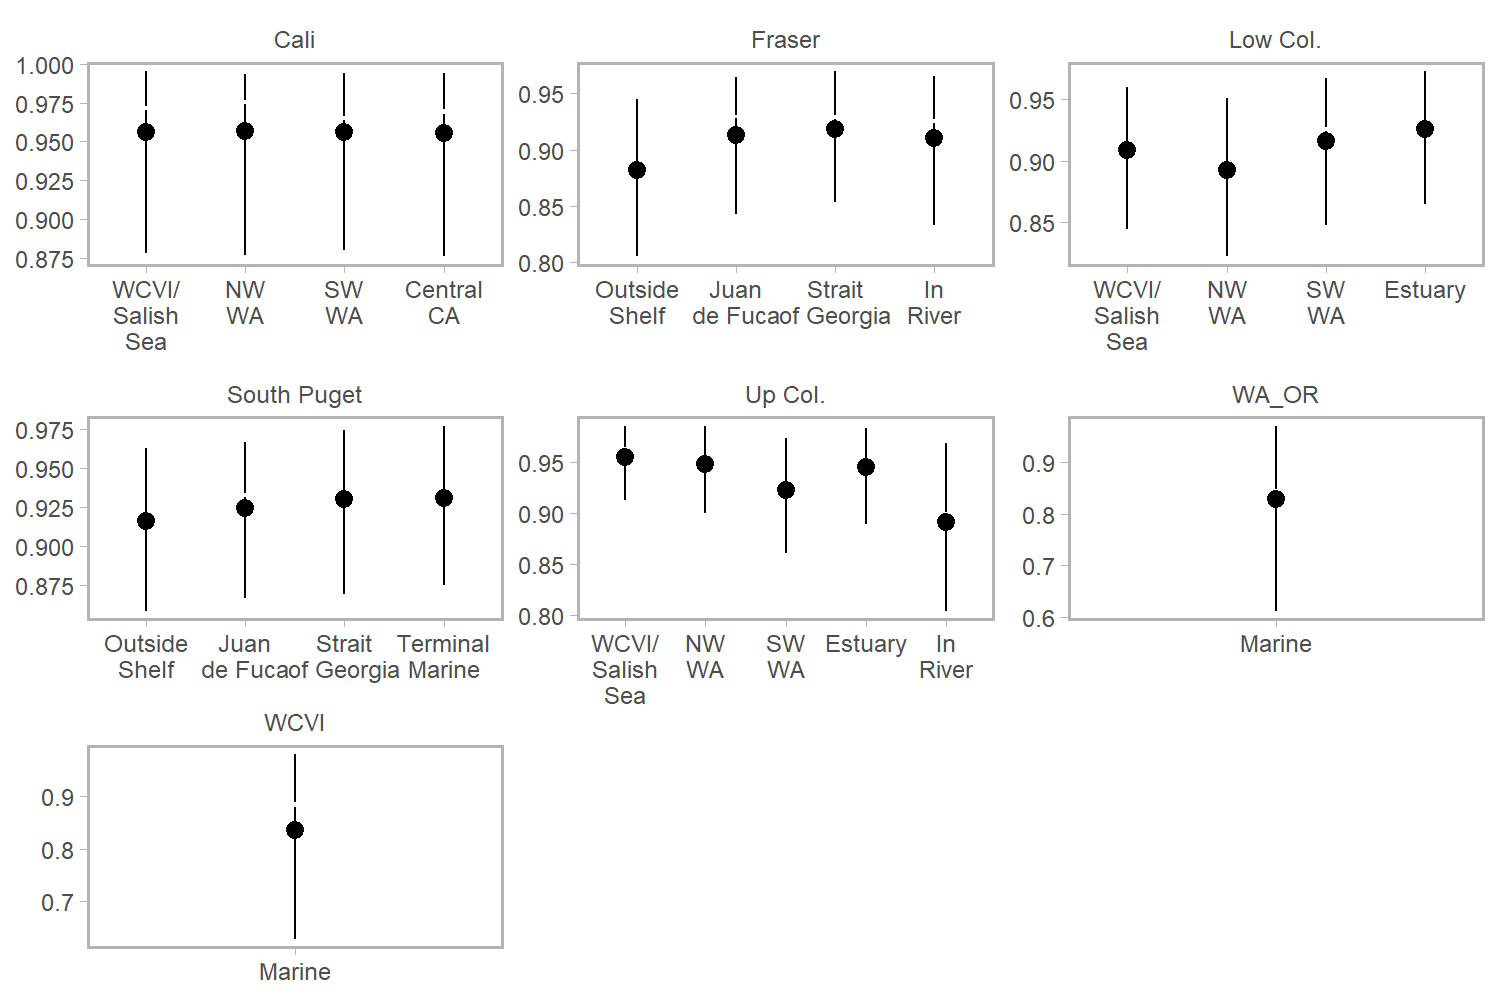 Cali
Fraser
Low Col.
1.000
0.975
0.950
0.925
0.900
0.875
0.95
0.90
0.85
0.80
0.95
0.90
0.85
WCVI/ NW SW Central
Salish WA WA CA
Sea
Outside Juan Strait In
Shelf de Fucaof Georgia River
WCVI/ NW SW Estuary
Salish WA WA
Sea
South Puget
Up Col.
WA_OR
0.975
0.950
0.925
0.900
0.875
0.95
0.90
0.85
0.80
0.9
0.8
0.7
0.6
Outside Juan Strait Terminal
Shelf de Fucaof Georgia Marine
WCVI/ NW SW Estuary In
Salish WA WA River
Sea
Marine
WCVI
0.9
0.8
0.7
Marine